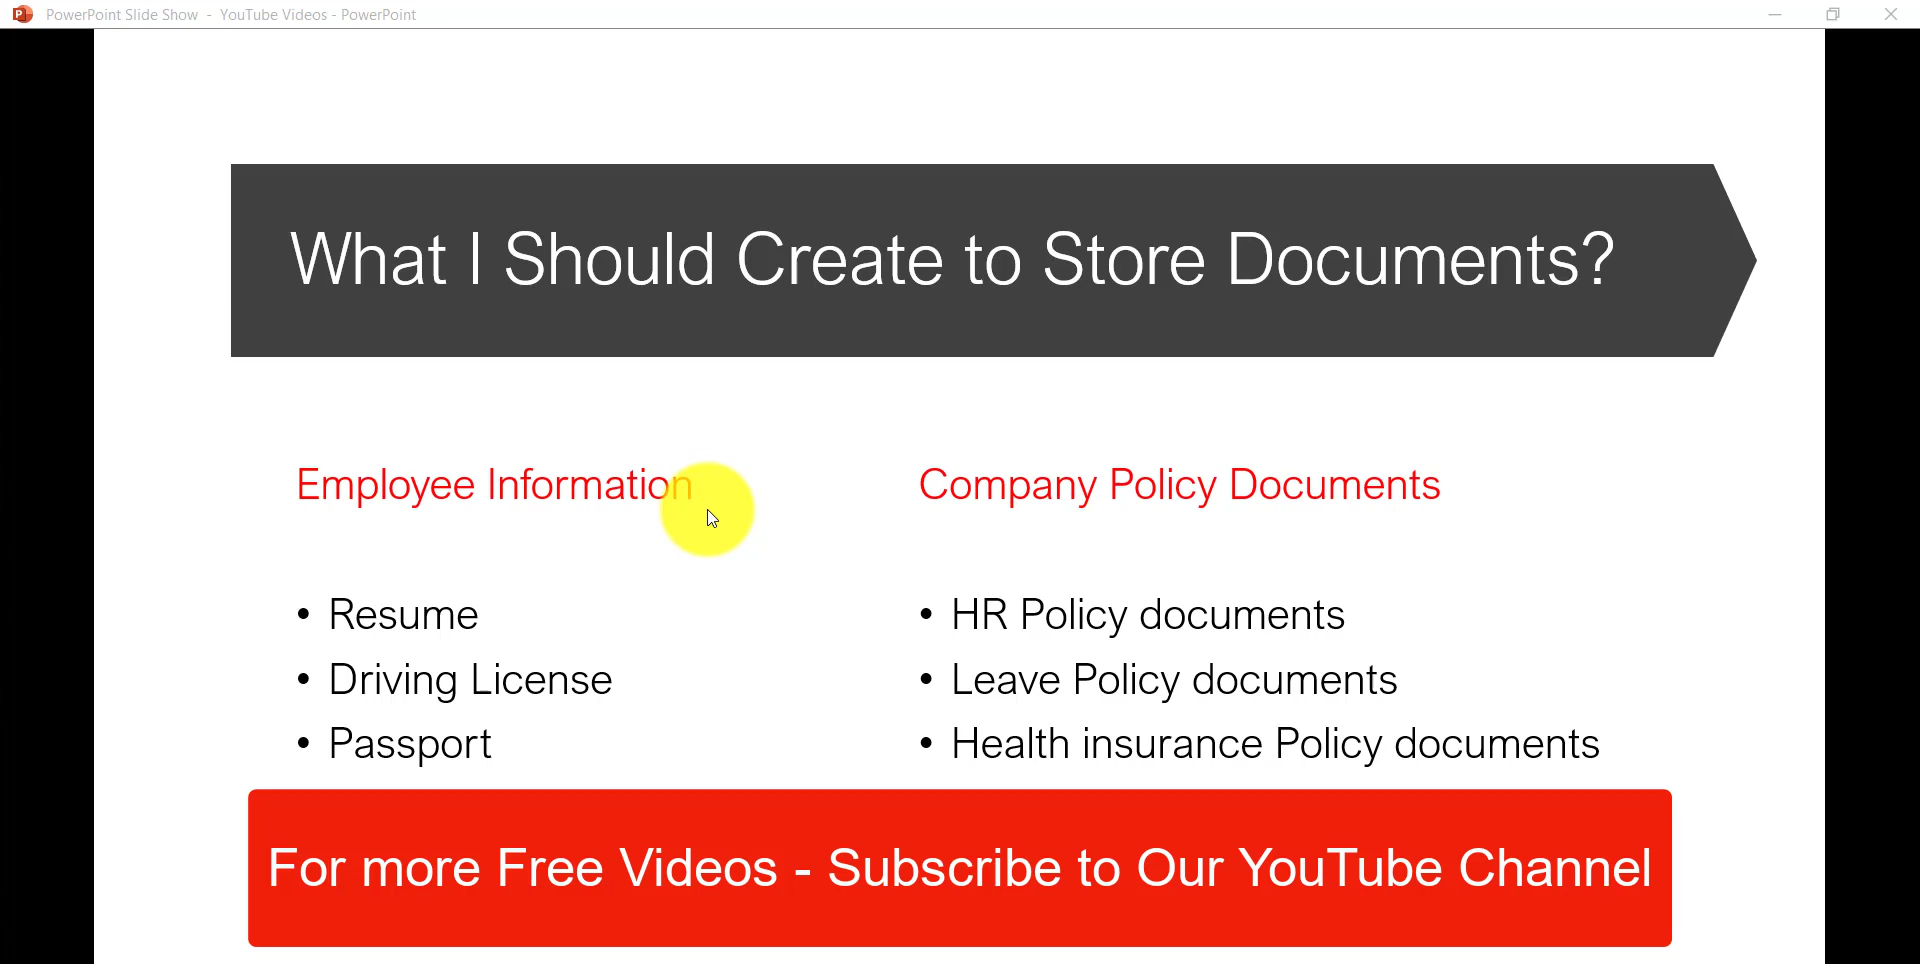 PowerPoint Slide Show - YouTube Videos - PowerPoint
What I Should Create to Store Documents?
Employee Information
• Resume
• Driving License
• Passport
Company Policy Documents
• HR Policy documents
• Leave Policy documents
• Health insurance Policy documents
For more Free Videos - Subscribe to Our YouTube Channel